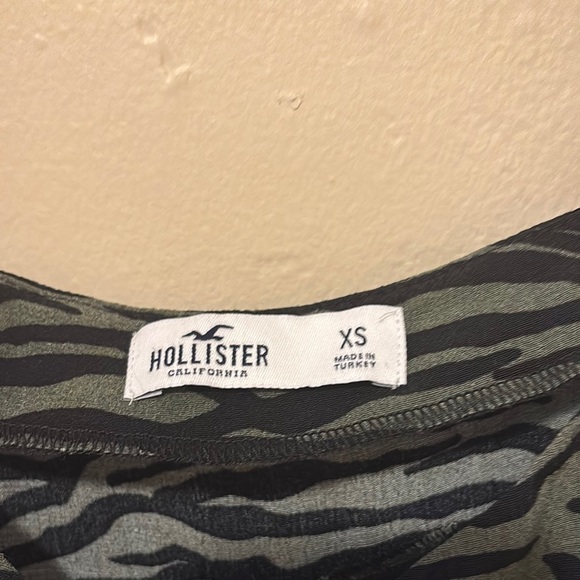 HOLLISTER
CALIFORNIA
XS
MADE IN
TURKEY